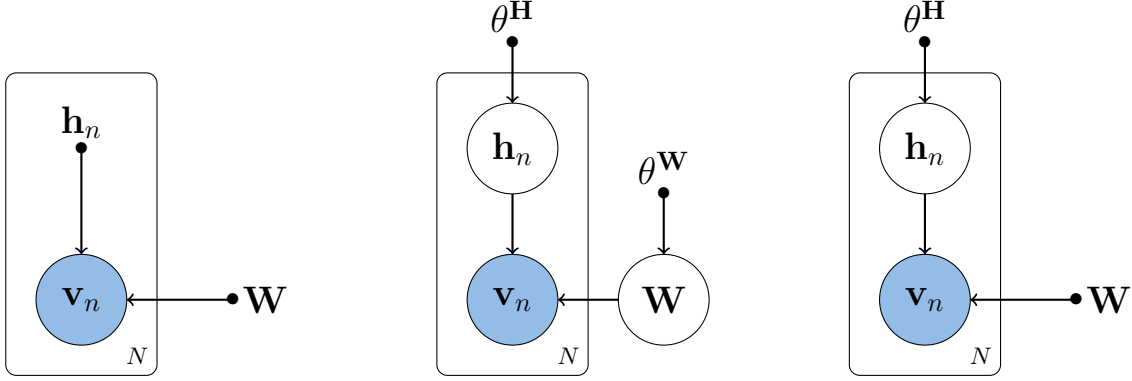 θ^H θ^H
h_n h_n h_n
θ^W
v_n W v_n W v_n W
N N N